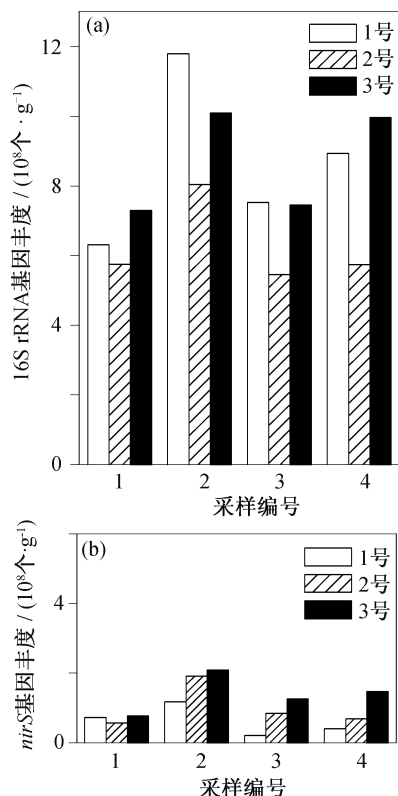 (a)
1号
2号
3号
16S rRNA基因丰度 / (10⁸个 · g⁻¹)
12
8
4
0
1 2 3 4
采样编号
(b)
1号
2号
3号
nirS基因丰度 / (10⁸个·g⁻¹)
4
0
1 2 3 4
采样编号